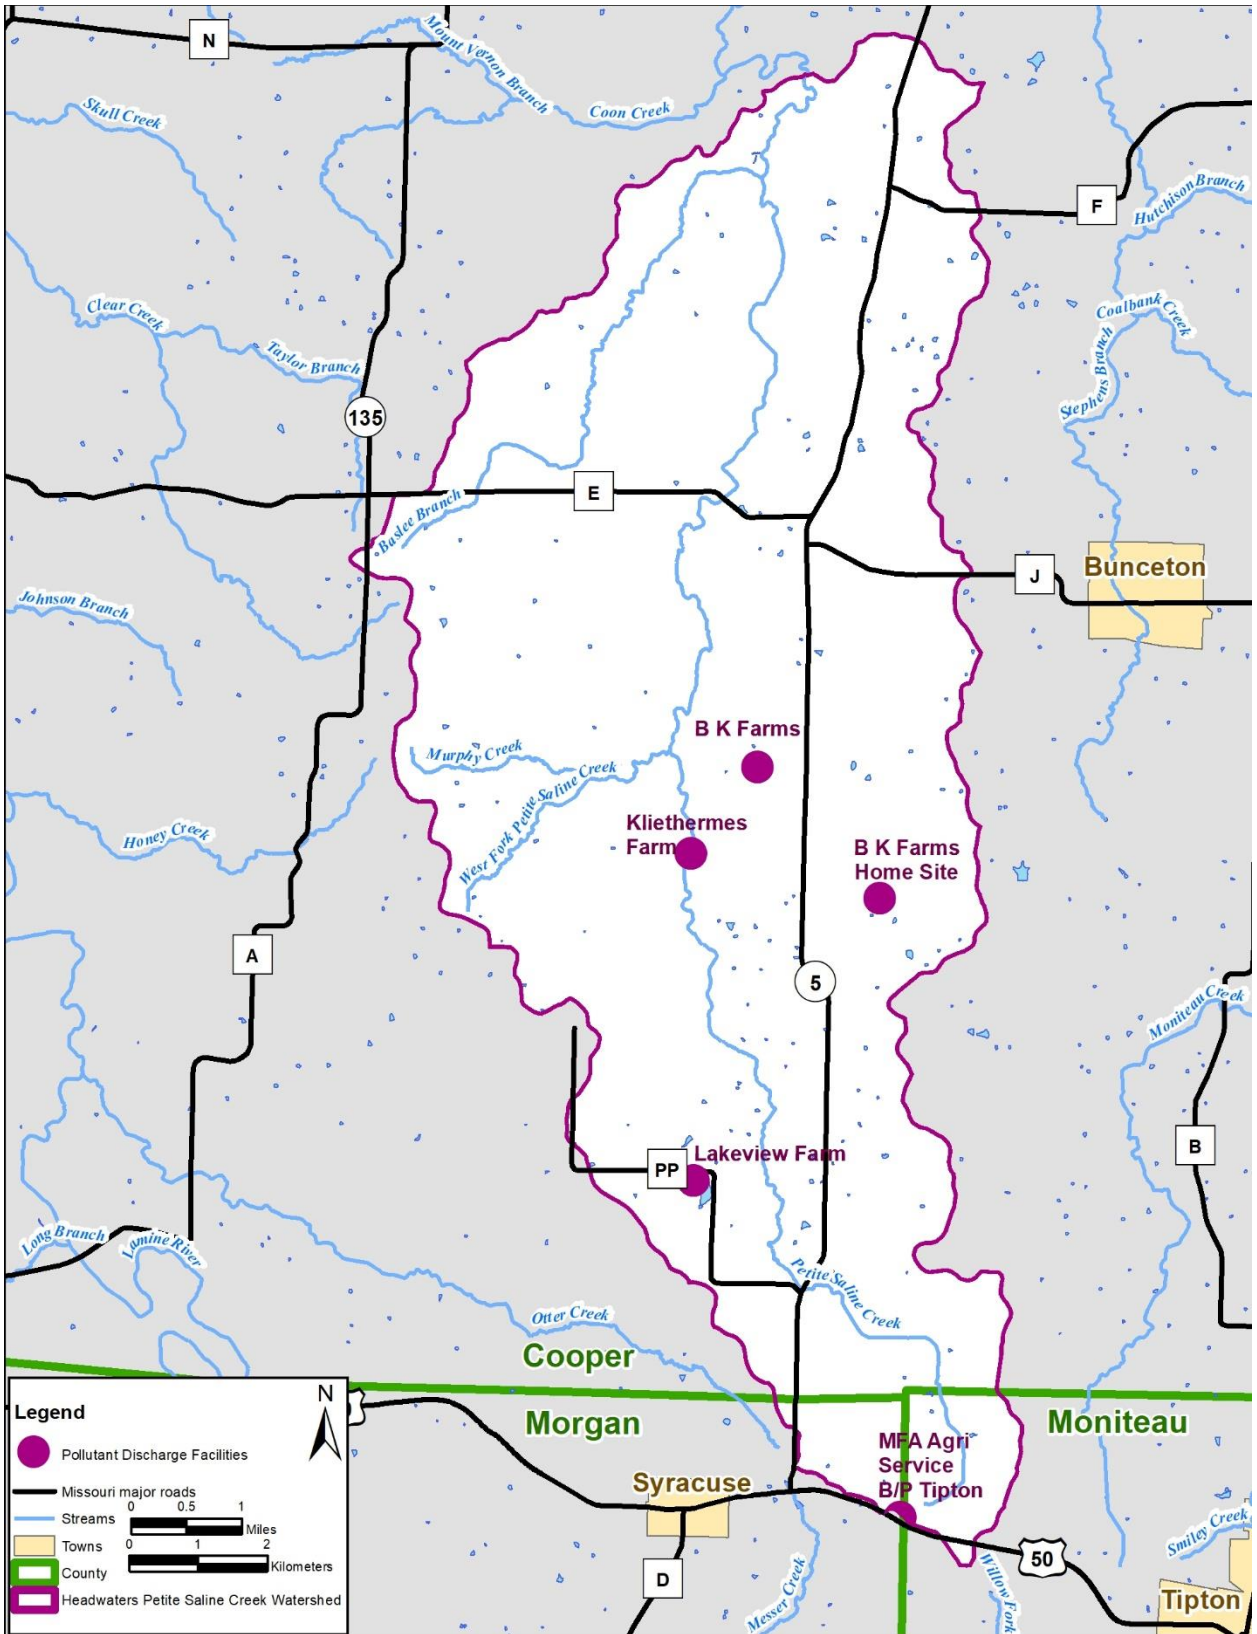 N
Mount Vernon Branch
Coon Creek
Skull Creek
F
Hutchison Branch
Clear Creek
Taylor Branch
Coalbank Creek
Stephens Branch
135
E
Baslee Branch
J
Bunceton
Johnson Branch
B K Farms
Murphy Creek
West Fork Petite Saline Creek
Kliethermes
Farm
Honey Creek
B K Farms
Home Site
A
5
Moniteau Creek
B
PP
Lakeview Farm
Long Branch
Lamine River
Petite Saline Creek
Otter Creek
Cooper
Morgan
Moniteau
MFA Agri
Service
B/P Tipton
Syracuse
50
D
Messer Creek
Willow Fork
Smiley Creek
Tipton
N
Legend
Pollutant Discharge Facilities
Missouri major roads
0 0.5 1
Streams
Miles
Towns
0 1 2
County
Kilometers
Headwaters Petite Saline Creek Watershed